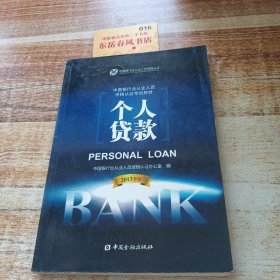 016
东岳春风书店
中国银行业从业人员
资格认证考试教材
个人
贷款
PERSONAL LOAN
中国银行业从业人员资格认证办公室 编
2013年版
BANK
中国金融出版社